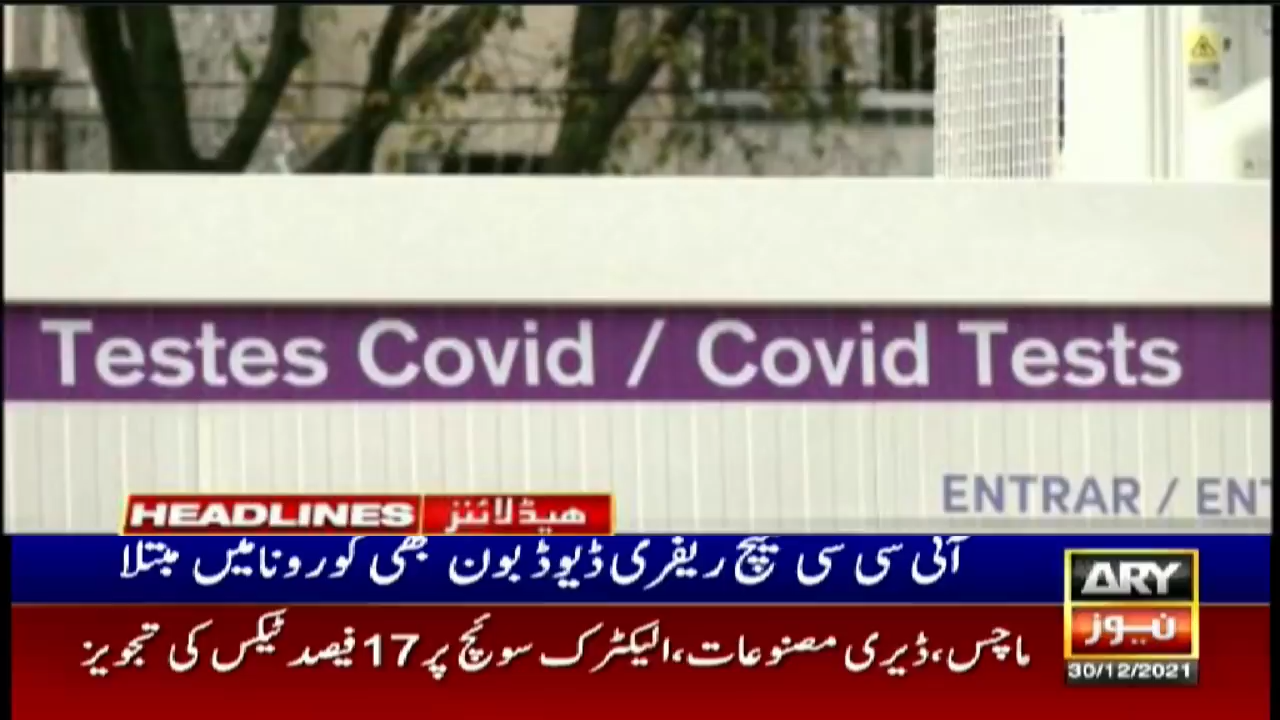 Testes Covid / Covid Tests
ENTRAR / ENT
HEADLINES ہیڈلائنز
آئی سی سی میچ ریفری ڈیوڈ بون بھی کورونا میں مبتلا
ARY
نیوز
ماچس،ڈیری مصنوعات،الیکٹرک سوئچ پر 17 فیصد ٹیکس کی تجویز
30/12/2021